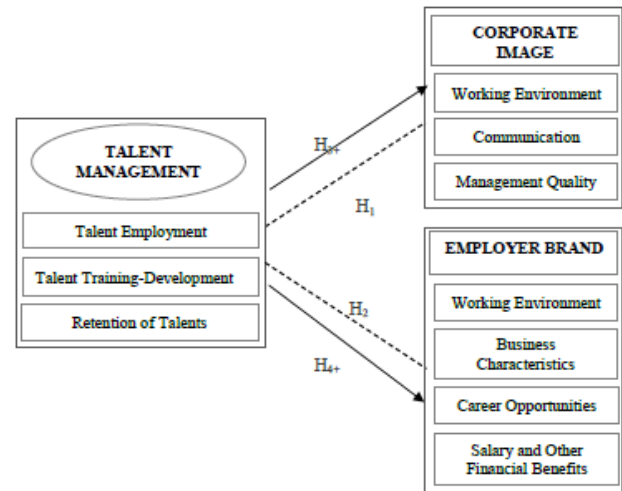 TALENT
MANAGEMENT
Talent Employment
Talent Training-Development
Retention of Talents
H3+
H1
H2
H4+
CORPORATE
IMAGE
Working Environment
Communication
Management Quality
EMPLOYER BRAND
Working Environment
Business
Characteristics
Career Opportunities
Salary and Other
Financial Benefits